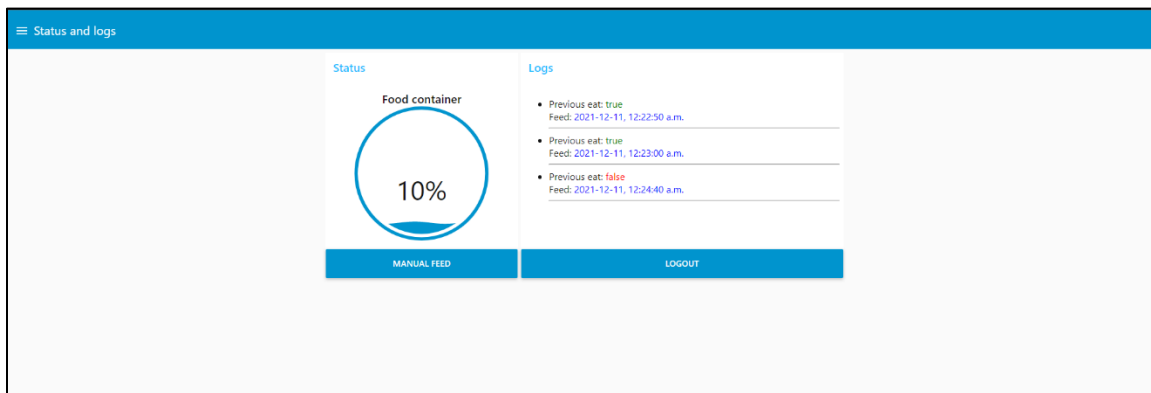 Status and logs
Status
Food container
10%
MANUAL FEED
Logs
Previous eat: true
Feed: 2021-12-11, 12:22:50 a.m.
Previous eat: true
Feed: 2021-12-11, 12:23:00 a.m.
Previous eat: false
Feed: 2021-12-11, 12:24:40 a.m.
LOGOUT